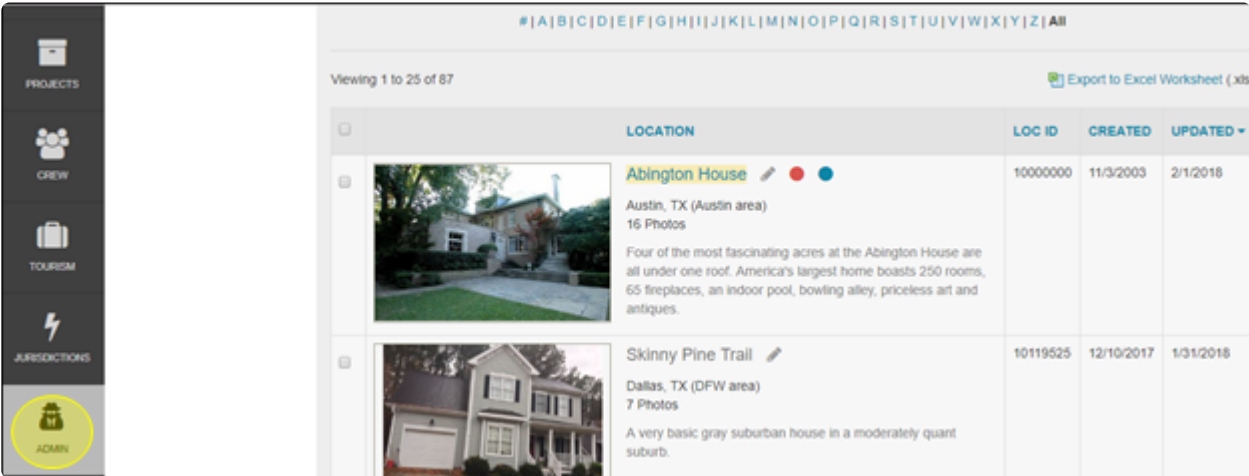 # | A | B | C | D | E | F | G | H | I | J | K | L | M | N | O | P | Q | R | S | T | U | V | W | X | Y | Z | All
PROJECTS
CREW
TOURISM
JURISDICTIONS
ADMIN
Viewing 1 to 25 of 87
Export to Excel Worksheet (.xls
LOCATION LOC ID CREATED UPDATED
Abington House 10000000 11/3/2003 2/1/2018
Austin, TX (Austin area)
16 Photos
Four of the most fascinating acres at the Abington House are
all under one roof. America's largest home boasts 250 rooms,
65 fireplaces, an indoor pool, bowling alley, priceless art and
antiques.
Skinny Pine Trail 10119525 12/10/2017 1/31/2018
Dallas, TX (DFW area)
7 Photos
A very basic gray suburban house in a moderately quant
suburb.